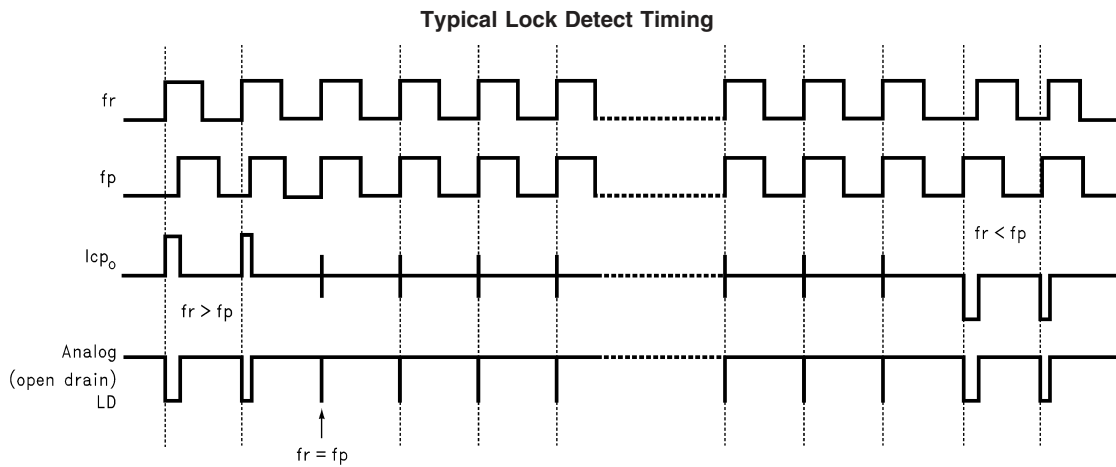 Typical Lock Detect Timing
fr
fp
fr < fp
Icpₒ
fr > fp
Analog
(open drain)
LD
fr = fp